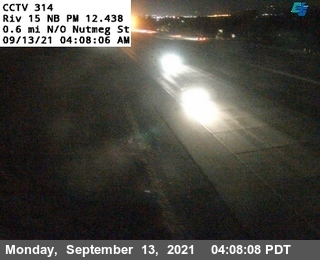 CCTV 314
Riv 15 NB PM 12.438
0.6 mi N/O Nutmeg St
09/13/21 04:08:06 AM
Monday, September 13, 2021 04:08:08 PDT